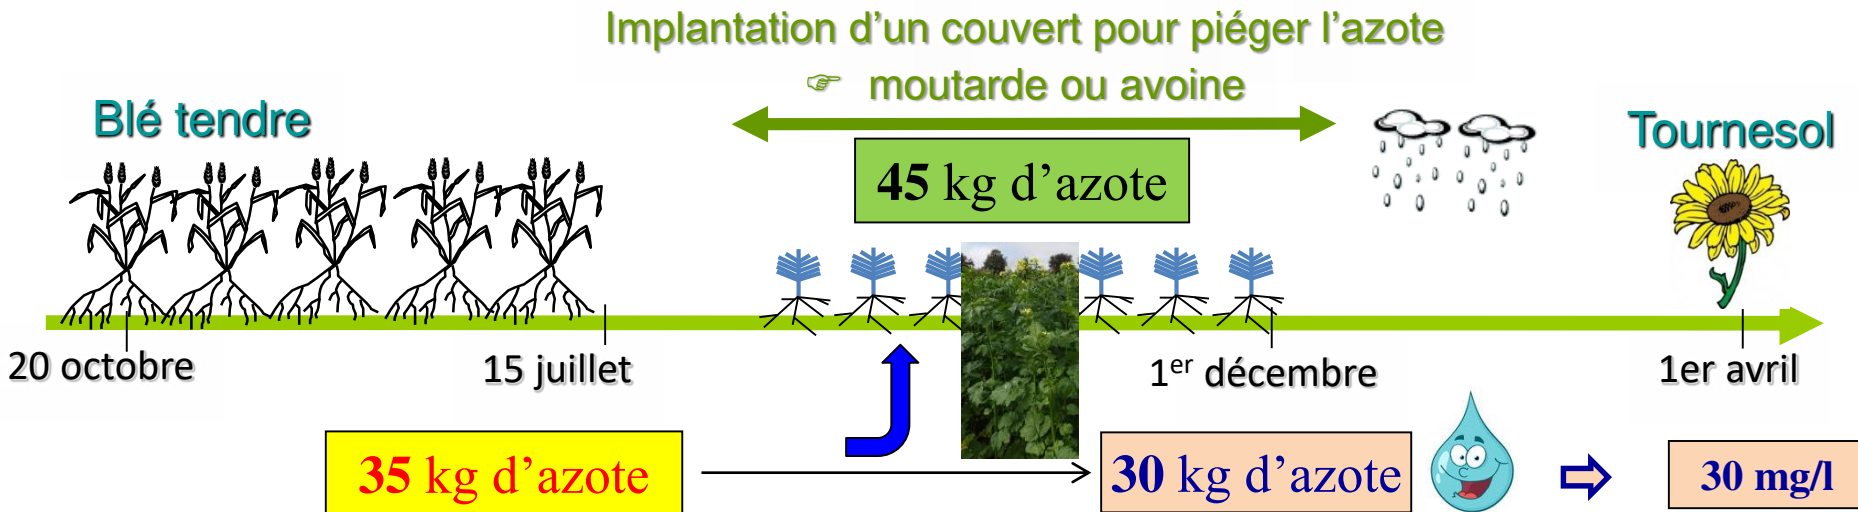 Implantation d’un couvert pour piéger l’azote
☞ moutarde ou avoine
Blé tendre
Tournesol
45 kg d’azote
20 octobre
15 juillet
1er décembre
1er avril
35 kg d’azote
30 kg d’azote
30 mg/l